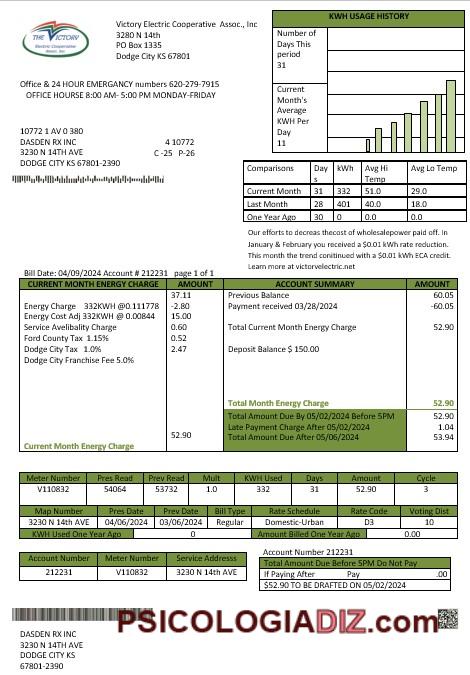 THE VICTORY
Electric Cooperative
Assn. Inc
Victory Electric Cooperative  Assoc., Inc
3280 N 14th
PO Box 1335
Dodge City KS 67801
Office & 24 HOUR EMERGANCY numbers 620-279-7915
OFFICE HOURSE 8:00 AM- 5:00 PM MONDAY-FRIDAY
KWH USAGE HISTORY
Number of
Days This
period
31
Current
Month's
Average
KWH Per
Day
11
10772 1 AV 0 380
DASDEN RX INC 4 10772
3230 N 14TH AVE C -25 P-26
DODGE CITY KS 67801-2390
Comparisons Day s kWh Avg Hi Temp Avg Lo Temp
Current Month 31 332 51.0 29.0
Last Month 28 401 40.0 18.0
One Year Ago 30 0 0.0 0.0
Our efforts to decreas thecost of wholesalepower paid off. In
January & February you received a $0.01 kWh rate reduction.
This month the trend conitinued with a $0.01 kWh ECA credit.
Learn more at victorvelectric.net
Bill Date: 04/09/2024 Account # 212231 page 1 of 1
CURRENT MONTH ENERGY CHARGE AMOUNT ACCOUNT SUMMARY AMOUNT
37.11 Previous Balance 60.05
Energy Charge 332KWH @0.111778 -2.80 Payment received 03/28/2024 -60.05
Energy Cost Adj 332KWH @ 0.00844 15.00
Service Avelibality Charge 0.60 Total Current Month Energy Charge 52.90
Ford County Tax 1.15% 0.52
Dodge City Tax 1.0% 2.47 Deposit Balance $ 150.00
Dodge City Franchise Fee 5.0%
Total Month Energy Charge 52.90
Total Amount Due By 05/02/2024 Before 5PM 52.90
Late Payment Charge After 05/02/2024 1.04
52.90 Total Amount Due After 05/06/2024 53.94
Current Month Energy Charge
Meter Number Pres Read Prev Read Mult KWH Used Days Amount Cycle
V110832 54064 53732 1.0 332 31 52.90 3
Map Number Pres Date Prev Date Bill Type Rate Schedule Rate Code Voting Dist
3230 N 14th AVE 04/06/2024 03/06/2024 Regular Domestic-Urban D3 10
KWH Used One Year Ago 0 Amount Billed One Year Ago 0.00
Account Number Meter Number Service Addresss
212231 V110832 3230 N 14th AVE
Account Number 212231
Total Amount Due Before 5PM Do Not Pay
If Paying After Pay .00
$52.90 TO BE DRAFTED ON 05/02/2024
PSICOLOGIADIZ.com
DASDEN RX INC
3230 N 14TH AVE
DODGE CITY KS
67801-2390